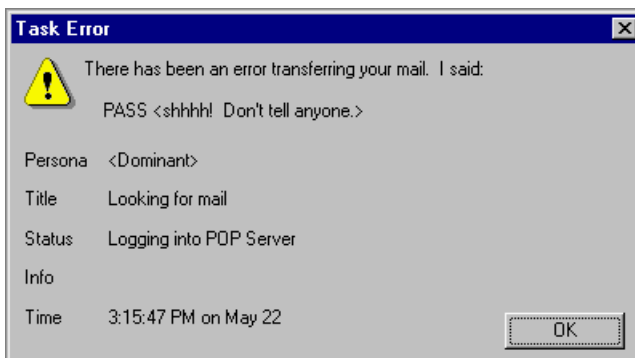 Task Error
There has been an error transferring your mail.  I said:
PASS <shhhh!  Don't tell anyone.>
Persona <Dominant>
Title Looking for mail
Status Logging into POP Server
Info
Time 3:15:47 PM on May 22
OK